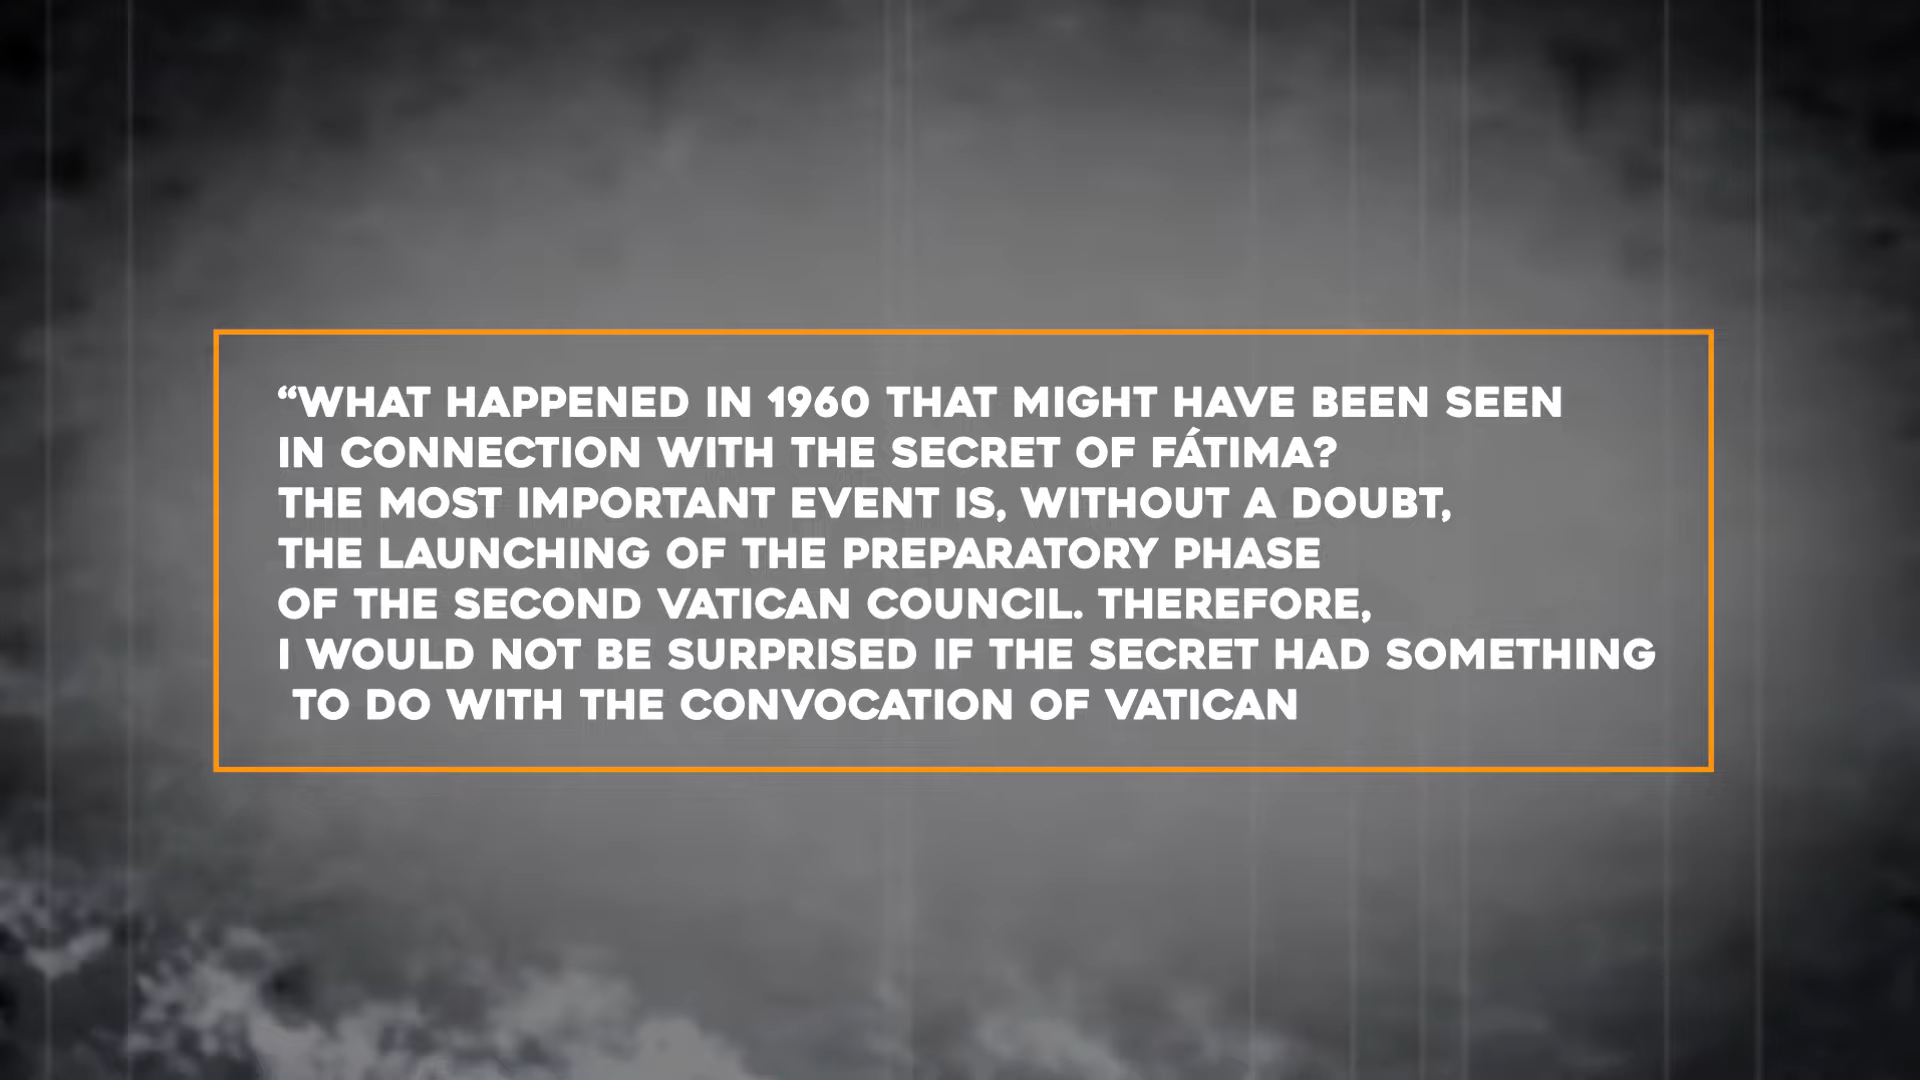 “WHAT HAPPENED IN 1960 THAT MIGHT HAVE BEEN SEEN
IN CONNECTION WITH THE SECRET OF FÁTIMA?
THE MOST IMPORTANT EVENT IS, WITHOUT A DOUBT,
THE LAUNCHING OF THE PREPARATORY PHASE
OF THE SECOND VATICAN COUNCIL. THEREFORE,
I WOULD NOT BE SURPRISED IF THE SECRET HAD SOMETHING
TO DO WITH THE CONVOCATION OF VATICAN